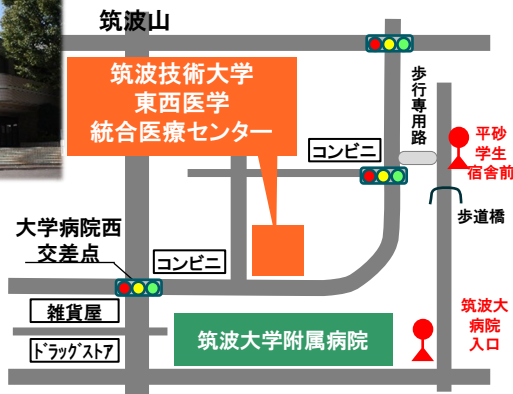 筑波山
筑波技術大学
東西医学
統合医療センター
コンビニ
歩行専用路
平砂
学生
宿舎前
歩道橋
大学病院西
交差点
コンビニ
雑貨屋
ﾄﾞﾗｯｸﾞｽﾄｱ
筑波大学附属病院
筑波大
病院
入口